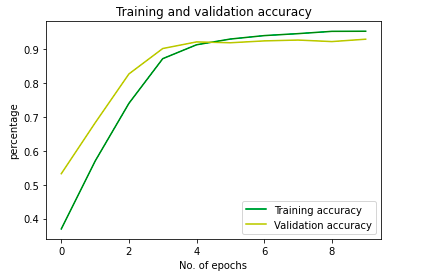 Training and validation accuracy
percentage
0.9
0.8
0.7
0.6
0.5
0.4
0
2
4
6
8
No. of epochs
Training accuracy
Validation accuracy